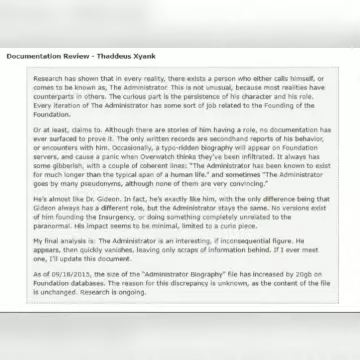 Documentation Review - Thaddeus Xyank
Research has shown that in every reality, there exists a person who either calls himself, or
comes to be known as, The Administrator. This is not unusual, because most realities have
counterparts in others. The curious part is the persistence of his character and his role.
Every iteration of The Administrator has some sort of job related to the Founding of the
Foundation.
Or at least, claims to. Although there are stories of him having a role, no documentation has
ever surfaced to prove it. The only written records are secondhand reports of his behavior,
or encounters with him. Occasionally, a typo-ridden biography will appear on Foundation
servers, and cause a panic when Overwatch thinks they've been infiltrated. It always has
some gibberish, with a couple of coherent lines: "The Administrator has been known to exist
for much longer than the typical span of a human life." and sometimes "The Administrator
goes by many pseudonyms, although none of them are very convincing."
He's almost like Dr. Gideon. In fact, he's exactly like him, with the only difference being that
Gideon always has a different role, but the Administrator stays the same. No versions exist
of him founding the Insurgency, or doing something completely unrelated to the
paranormal. His impact seems to be minimal, limited to a curio piece.
My final analysis is: The Administrator is an interesting, if inconsequential figure. He
appears, then quickly vanishes, leaving only scraps of information behind. If I ever meet
one, I'll update this document.
As of 09/18/2015, the size of the "Administrator Biography" file has increased by 20gb on
Foundation databases. The reason for this discrepancy is unknown, as the content of the file
is unchanged. Research is ongoing.